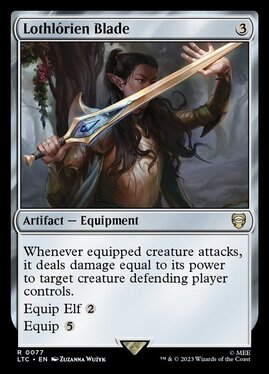 Lothlórien Blade 3
Artifact — Equipment
Whenever equipped creature attacks,
it deals damage equal to its power
to target creature defending player
controls.
Equip Elf 2
Equip 5
R 0077
LTC • EN Zuzanna Wużyk
© MEE
™ & © 2023 Wizards of the Coast